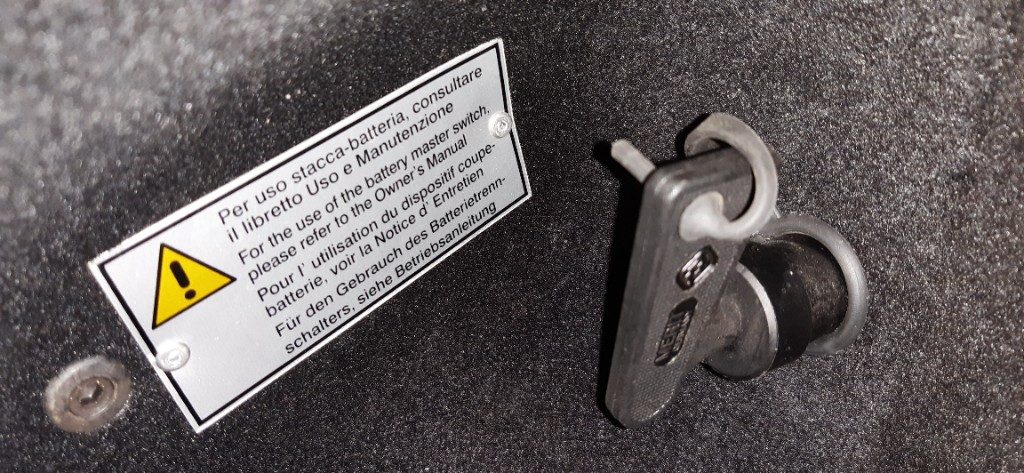 Per uso stacca-batteria, consultare
il libretto Uso e Manutenzione
For the use of the battery master switch,
please refer to the Owner's Manual
Pour l' utilisation du dispositif coupe-
batterie, voir la Notice d' Entretien
Für den Gebrauch des Batterietrenn-
schalters, siehe Betriebsanleitung